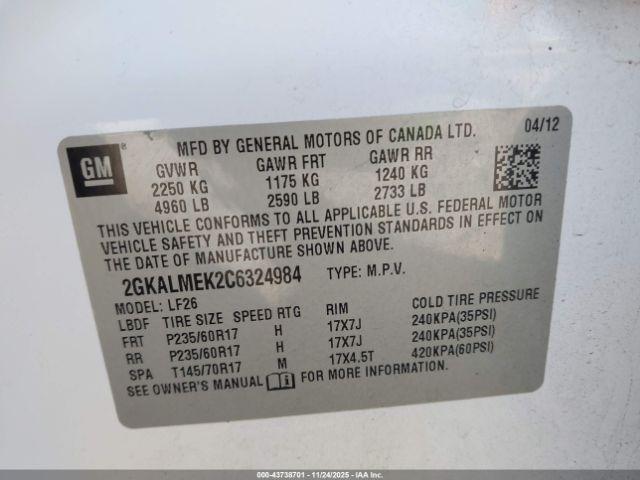 GM
®
MFD BY GENERAL MOTORS OF CANADA LTD. 04/12
GVWR GAWR FRT GAWR RR
2250 KG 1175 KG 1240 KG
4960 LB 2590 LB 2733 LB
THIS VEHICLE CONFORMS TO ALL APPLICABLE U.S. FEDERAL MOTOR
VEHICLE SAFETY AND THEFT PREVENTION STANDARDS IN EFFECT ON
THE DATE OF MANUFACTURE SHOWN ABOVE.
2GKALMEK2C6324984 TYPE: M.P.V.
MODEL: LF26
LBDF TIRE SIZE SPEED RTG RIM COLD TIRE PRESSURE
FRT P235/60R17 H 17X7J 240KPA(35PSI)
RR P235/60R17 H 17X7J 240KPA(35PSI)
SPA T145/70R17 M 17X4.5T 420KPA(60PSI)
SEE OWNER'S MANUAL FOR MORE INFORMATION.
000-43738701 - 11/24/2025 - IAAI.COM